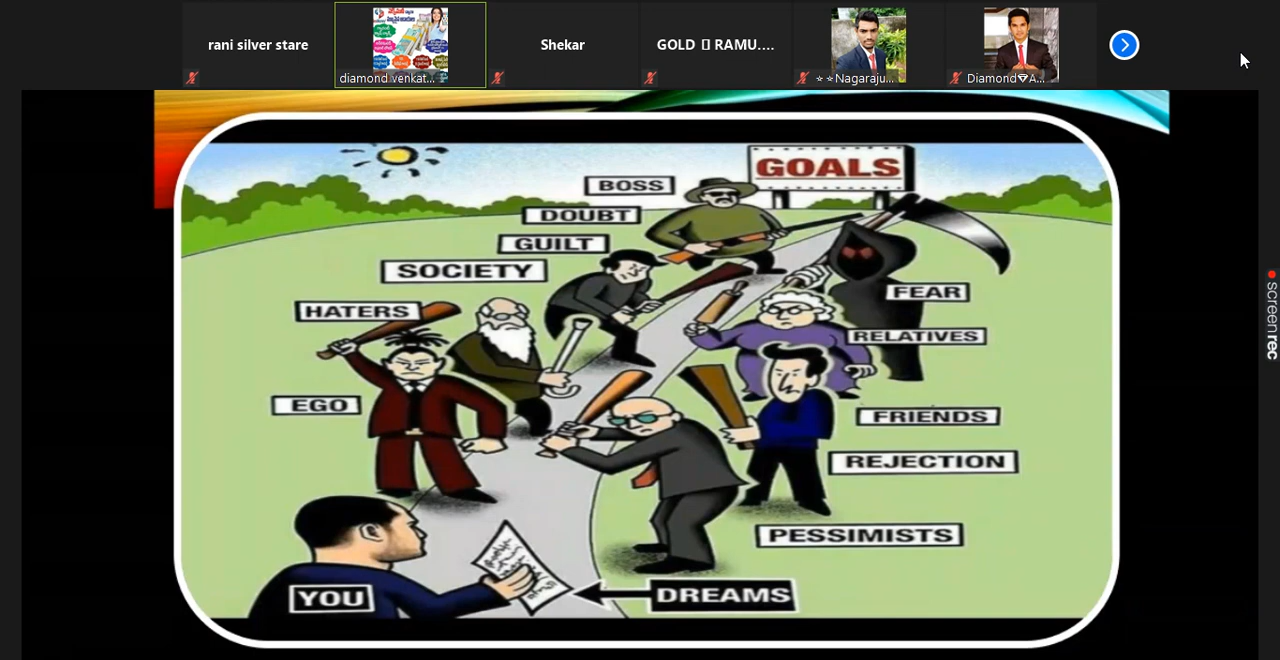 rani silver stare
diamond venkat...
Shekar
GOLD ▯ RAMU....
⭐⭐Nagaraju...
Diamond💎A...
GOALS
BOSS
DOUBT
GUILT
SOCIETY
FEAR
HATERS
RELATIVES
EGO
FRIENDS
REJECTION
PESSIMISTS
YOU
DREAMS
screenrec